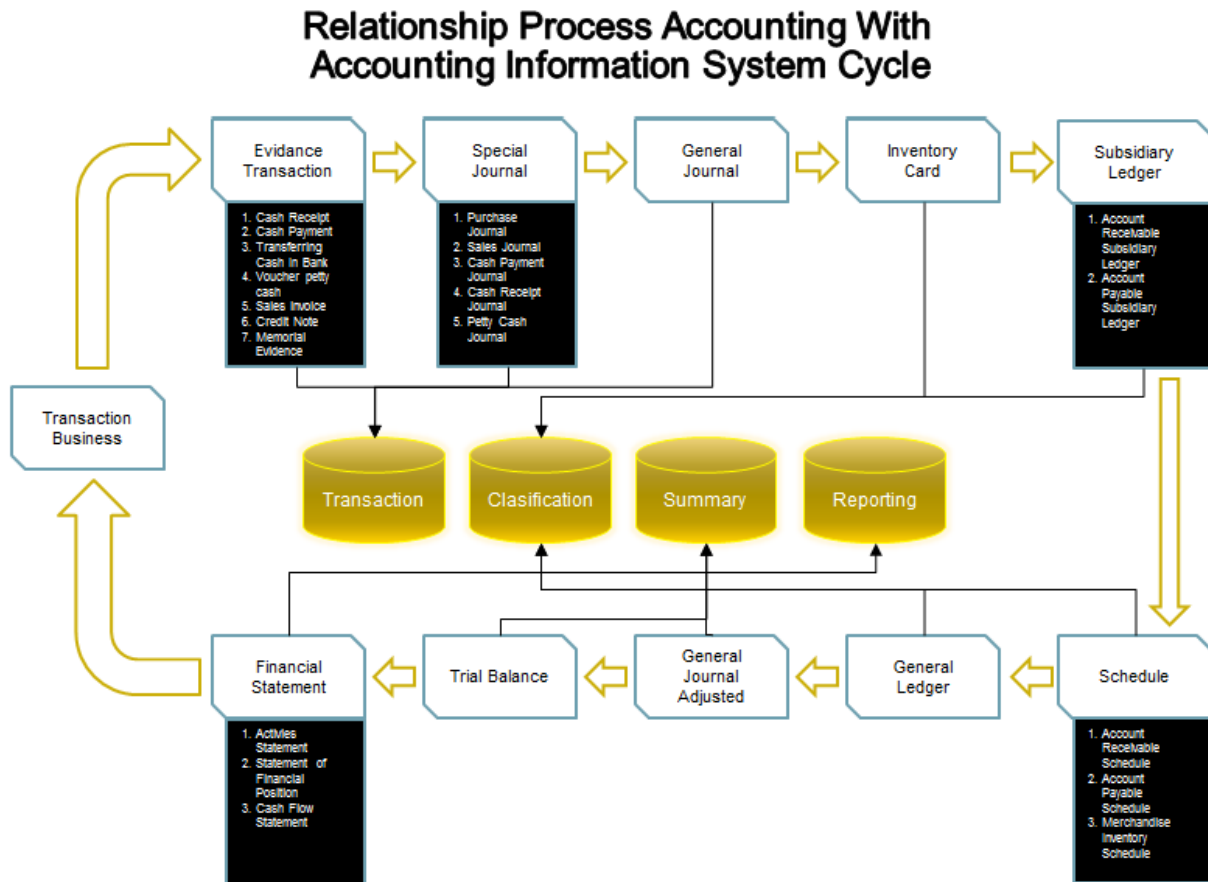 Relationship Process Accounting With
Accounting Information System Cycle
Evidance
Transaction
Special
Journal
General
Journal
Inventory
Card
Subsidiary
Ledger
1. Cash Receipt
2. Cash Payment
3. Transferring
Cash in Bank
4. Voucher petty
cash
5. Sales Invoice
6. Credit Note
7. Memorial
Evidence
1. Purchase
Journal
2. Sales Journal
3. Cash Payment
Journal
4. Cash Receipt
Journal
5. Petty Cash
Journal
1. Account
Receivable
Subsidiary
Ledger
2. Account
Payable
Subsidiary
Ledger
Transaction
Business
Transaction
Clasification
Summary
Reporting
Financial
Statement
Trial Balance
General
Journal
Adjusted
General
Ledger
Schedule
1. Activies
Statement
2. Statement of
Financial
Position
3. Cash Flow
Statement
1. Account
Receivable
Schedule
2. Account
Payable
Schedule
3. Merchandise
Inventory
Schedule